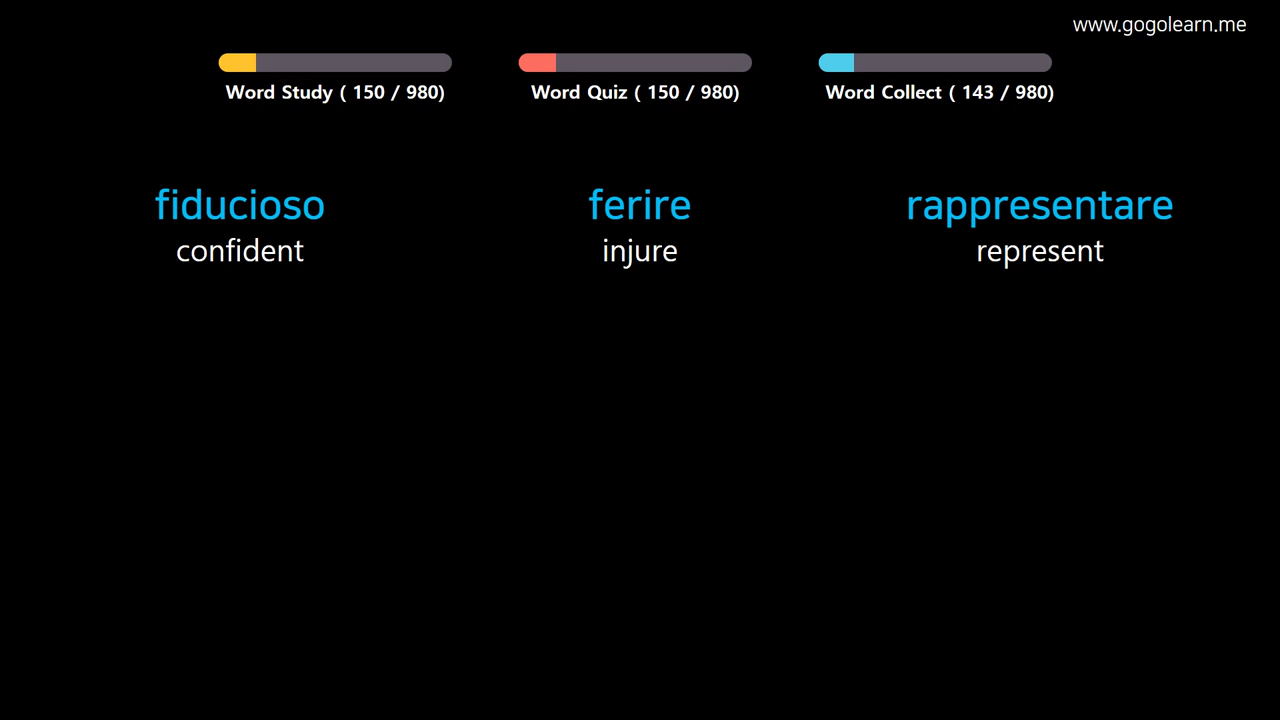 www.gogolearn.me
Word Study ( 150 / 980)
Word Quiz ( 150 / 980)
Word Collect ( 143 / 980)
fiducioso
confident
ferire
injure
rappresentare
represent